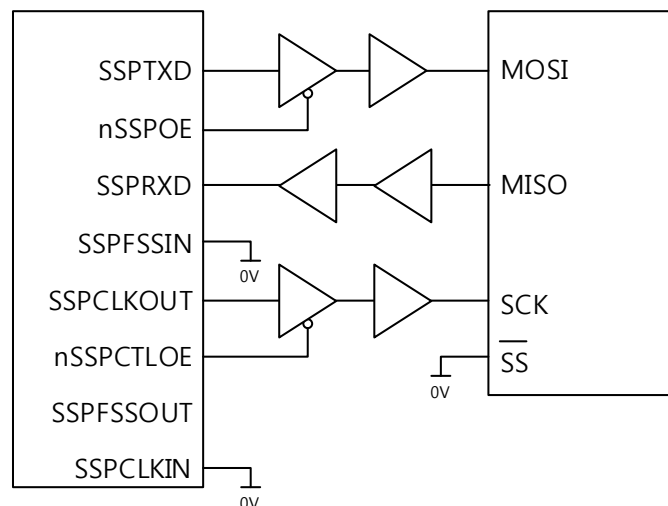 SSPTXD
MOSI
nSSPOE
SSPRXD
MISO
SSPFSSIN
0V
SSPCLKOUT
SCK
nSSPCTLOE
SS
0V
SSPFSSOUT
SSPCLKIN
0V